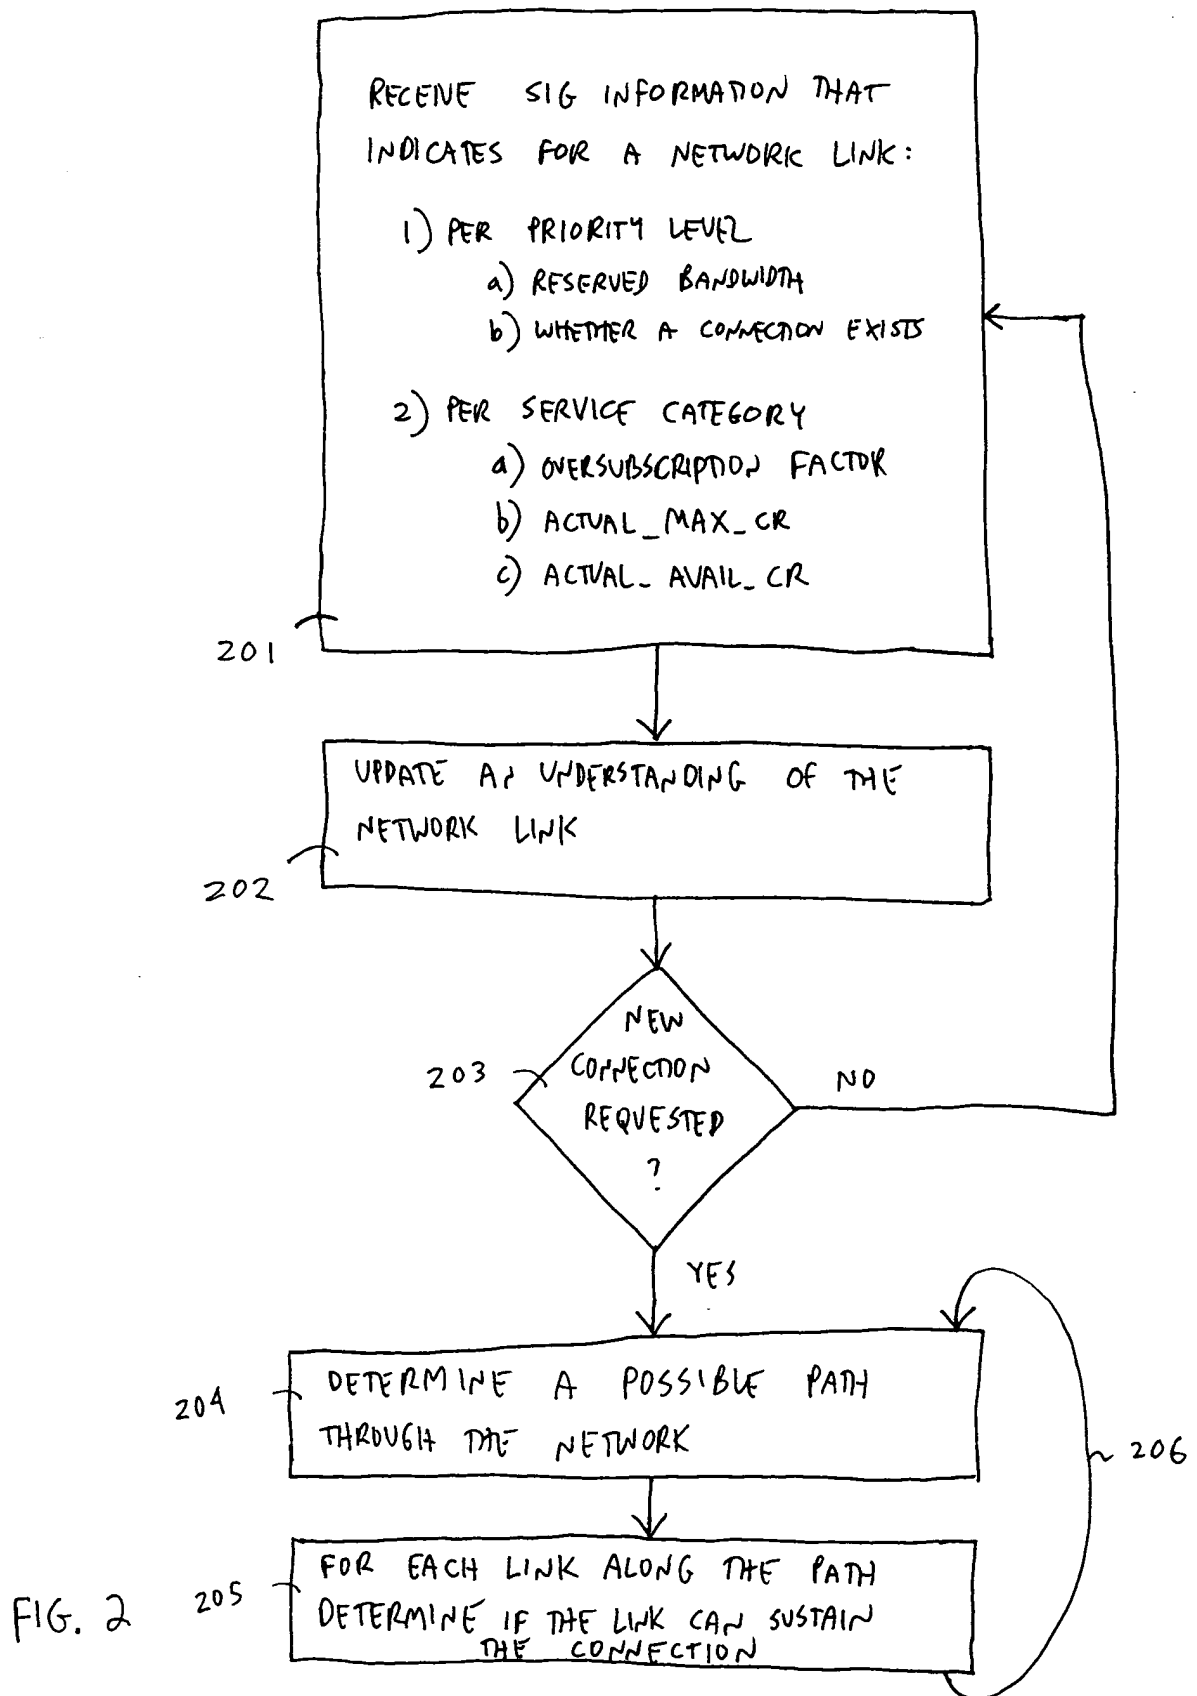 RECEIVE SIG INFORMATION THAT
INDICATES FOR A NETWORK LINK:
1) PER PRIORITY LEVEL
a) RESERVED BANDWIDTH
b) WHETHER A CONNECTION EXISTS
2) PER SERVICE CATEGORY
a) OVERSUBSCRIPTION FACTOR
b) ACTUAL_MAX_CR
c) ACTUAL_AVAIL_CR
201
UPDATE AN UNDERSTANDING OF THE
NETWORK LINK
202
NEW
CONNECTION
REQUESTED
?
203
NO
YES
DETERMINE A POSSIBLE PATH
THROUGH THE NETWORK
204
206
FOR EACH LINK ALONG THE PATH
DETERMINE IF THE LINK CAN SUSTAIN
THE CONNECTION
205
FIG. 2